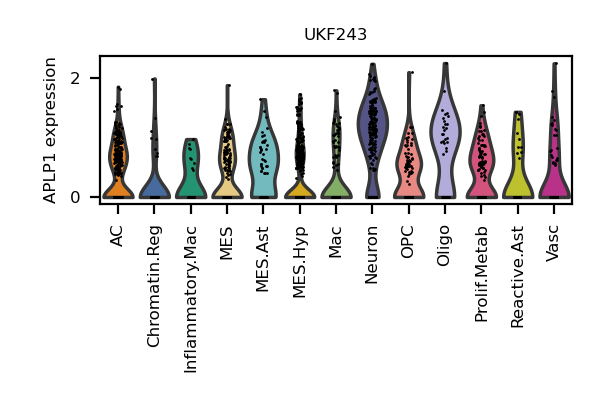 UKF243
APLP1 expression
2
0
AC
Chromatin.Reg
Inflammatory.Mac
MES
MES.Ast
MES.Hyp
Mac
Neuron
OPC
Oligo
Prolif.Metab
Reactive.Ast
Vasc